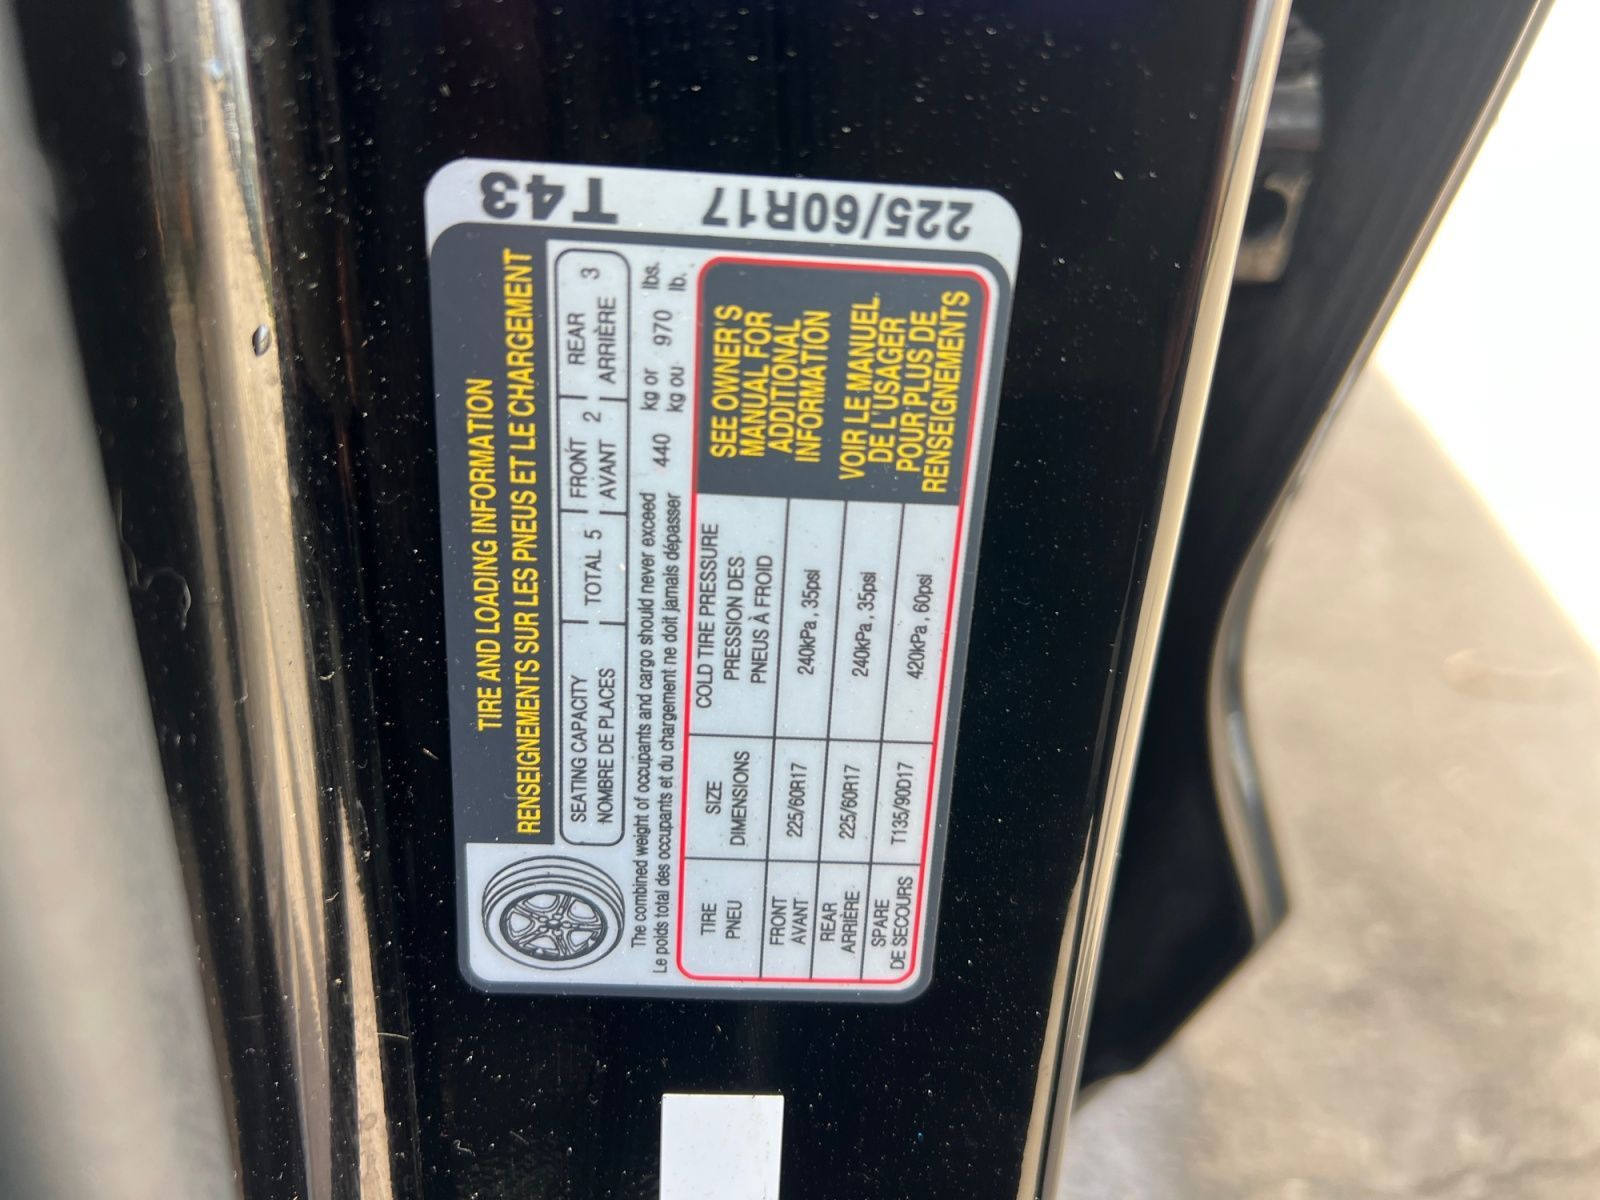 T43 225/60R17
TIRE AND LOADING INFORMATION
RENSEIGNEMENTS SUR LES PNEUS ET LE CHARGEMENT
SEATING CAPACITY TOTAL 5 FRONT 2 REAR 3
NOMBRE DE PLACES AVANT ARRIÈRE
The combined weight of occupants and cargo should never exceed 440 kg or 970 lbs.
Le poids total des occupants et du chargement ne doit jamais dépasser kg ou lb.
TIRE SIZE COLD TIRE PRESSURE
PNEU DIMENSIONS PRESSION DES
PNEUS À FROID
FRONT 225/60R17 240kPa, 35psi
AVANT
REAR 225/60R17 240kPa, 35psi
ARRIÈRE
SPARE T135/90D17 420kPa, 60psi
DE SECOURS
SEE OWNER'S
MANUAL FOR
ADDITIONAL
INFORMATION
VOIR LE MANUEL
DE L'USAGER
POUR PLUS DE
RENSEIGNEMENTS